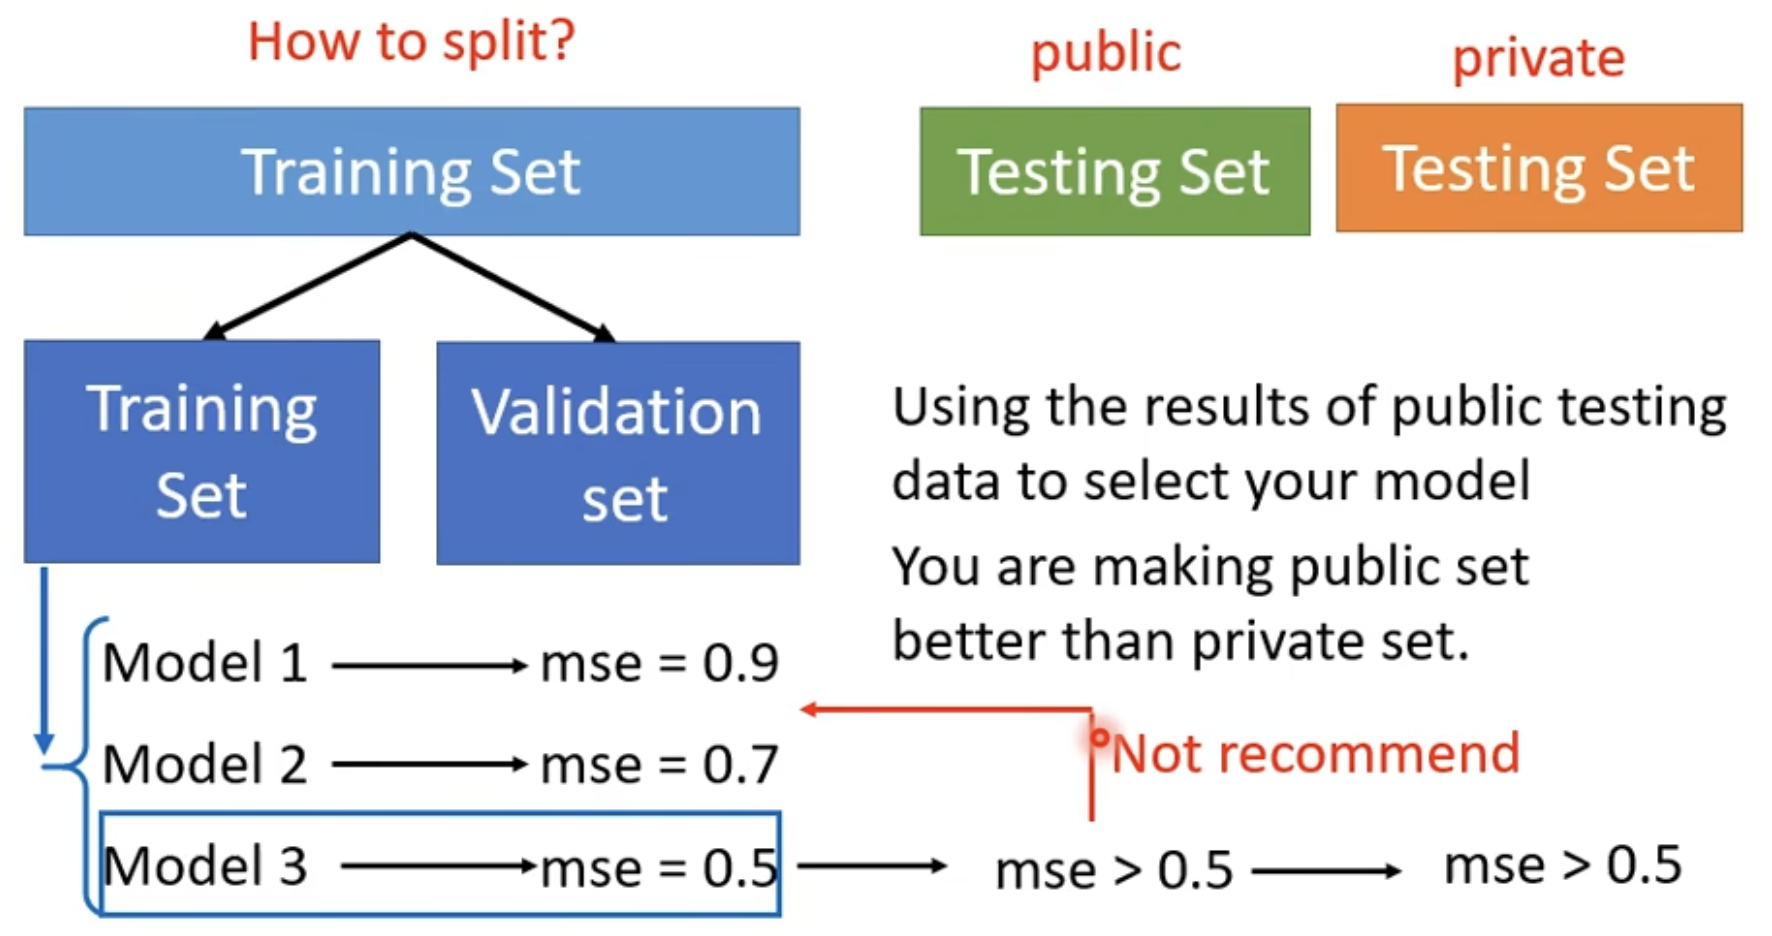 How to split?
public
private
Training Set
Testing Set
Testing Set
Training
Set
Validation
set
Using the results of public testing
data to select your model
You are making public set
better than private set.
Model 1 mse = 0.9
Model 2 mse = 0.7
Not recommend
Model 3 mse = 0.5 mse > 0.5 mse > 0.5